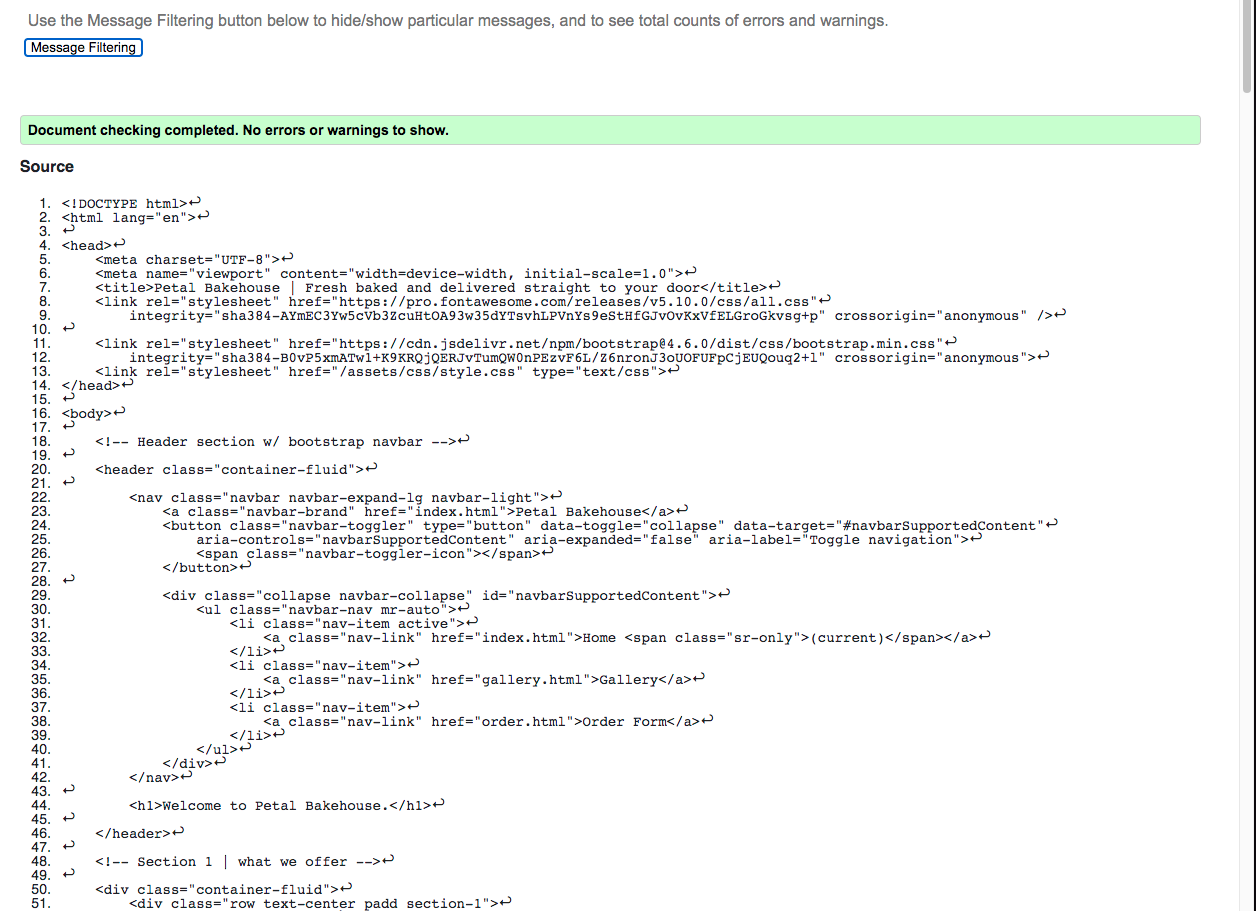 Use the Message Filtering button below to hide/show particular messages, and to see total counts of errors and warnings.
Message Filtering
Document checking completed. No errors or warnings to show.
Source
1. <!DOCTYPE html>↩
2. <html lang="en">↩
3. ↩
4. <head>↩
5.     <meta charset="UTF-8">↩
6.     <meta name="viewport" content="width=device-width, initial-scale=1.0">↩
7.     <title>Petal Bakehouse | Fresh baked and delivered straight to your door</title>↩
8.     <link rel="stylesheet" href="https://pro.fontawesome.com/releases/v5.10.0/css/all.css"↩
9.         integrity="sha384-AYmEC3Yw5cVb3ZcuHtOA93w35dYTsvhLPVnYs9eStHfGJvOvKxVfELGroGkvsg+p" crossorigin="anonymous" />↩
10. ↩
11.     <link rel="stylesheet" href="https://cdn.jsdelivr.net/npm/bootstrap@4.6.0/dist/css/bootstrap.min.css"↩
12.         integrity="sha384-B0vP5xmATw1+K9KRQjQERJvTumQW0nPEzvF6L/Z6nronJ3oUOFUFpCjEUQouq2+l" crossorigin="anonymous">↩
13.     <link rel="stylesheet" href="/assets/css/style.css" type="text/css">↩
14. </head>↩
15. ↩
16. <body>↩
17. ↩
18.     <!-- Header section w/ bootstrap navbar -->↩
19. ↩
20.     <header class="container-fluid">↩
21. ↩
22.         <nav class="navbar navbar-expand-lg navbar-light">↩
23.             <a class="navbar-brand" href="index.html">Petal Bakehouse</a>↩
24.             <button class="navbar-toggler" type="button" data-toggle="collapse" data-target="#navbarSupportedContent"↩
25.                 aria-controls="navbarSupportedContent" aria-expanded="false" aria-label="Toggle navigation">↩
26.                 <span class="navbar-toggler-icon"></span>↩
27.             </button>↩
28. ↩
29.             <div class="collapse navbar-collapse" id="navbarSupportedContent">↩
30.                 <ul class="navbar-nav mr-auto">↩
31.                     <li class="nav-item active">↩
32.                         <a class="nav-link" href="index.html">Home <span class="sr-only">(current)</span></a>↩
33.                     </li>↩
34.                     <li class="nav-item">↩
35.                         <a class="nav-link" href="gallery.html">Gallery</a>↩
36.                     </li>↩
37.                     <li class="nav-item">↩
38.                         <a class="nav-link" href="order.html">Order Form</a>↩
39.                     </li>↩
40.                 </ul>↩
41.             </div>↩
42.         </nav>↩
43. ↩
44.         <h1>Welcome to Petal Bakehouse.</h1>↩
45. ↩
46.     </header>↩
47. ↩
48.     <!-- Section 1 | what we offer -->↩
49. ↩
50.     <div class="container-fluid">↩
51.         <div class="row text-center padd section-1">↩